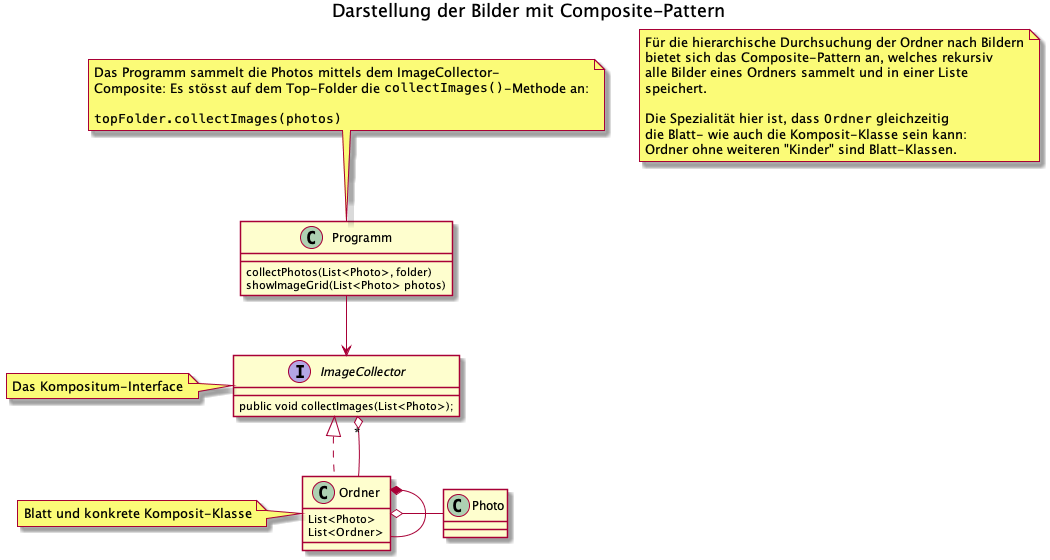 Darstellung der Bilder mit Composite-Pattern
Das Programm sammelt die Photos mittels dem ImageCollector-
Composite: Es stösst auf dem Top-Folder die collectImages()-Methode an:
topFolder.collectImages(photos)
Für die hierarchische Durchsuchung der Ordner nach Bildern
bietet sich das Composite-Pattern an, welches rekursiv
alle Bilder eines Ordners sammelt und in einer Liste
speichert.
Die Spezialität hier ist, dass Ordner gleichzeitig
die Blatt- wie auch die Komposit-Klasse sein kann:
Ordner ohne weiteren "Kinder" sind Blatt-Klassen.
C Programm
collectPhotos(List<Photo>, folder)
showImageGrid(List<Photo> photos)
Das Kompositum-Interface
I ImageCollector
public void collectImages(List<Photo>);
*
Blatt und konkrete Komposit-Klasse
C Ordner
List<Photo>
List<Ordner>
C Photo